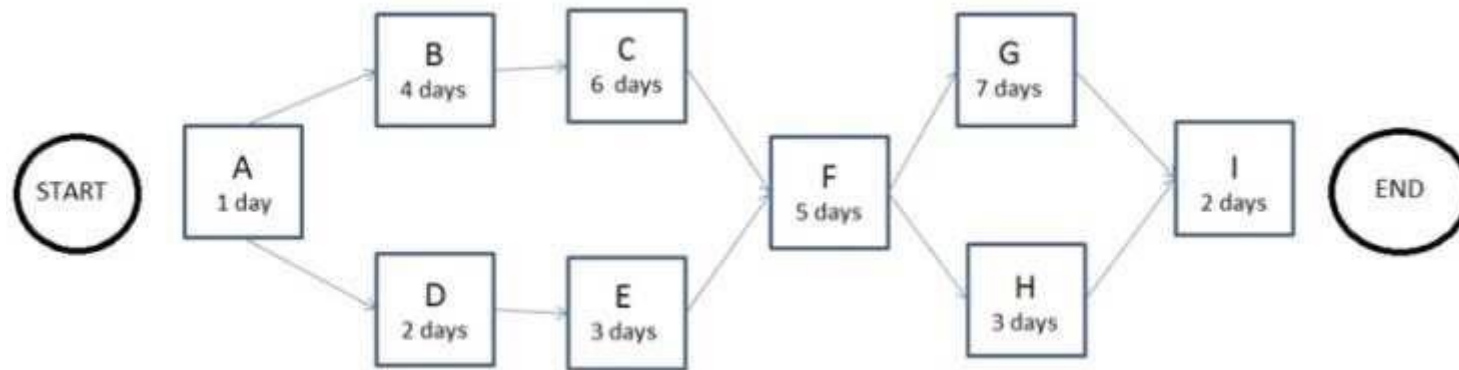 START
A
1 day
B
4 days
C
6 days
D
2 days
E
3 days
F
5 days
G
7 days
H
3 days
I
2 days
END